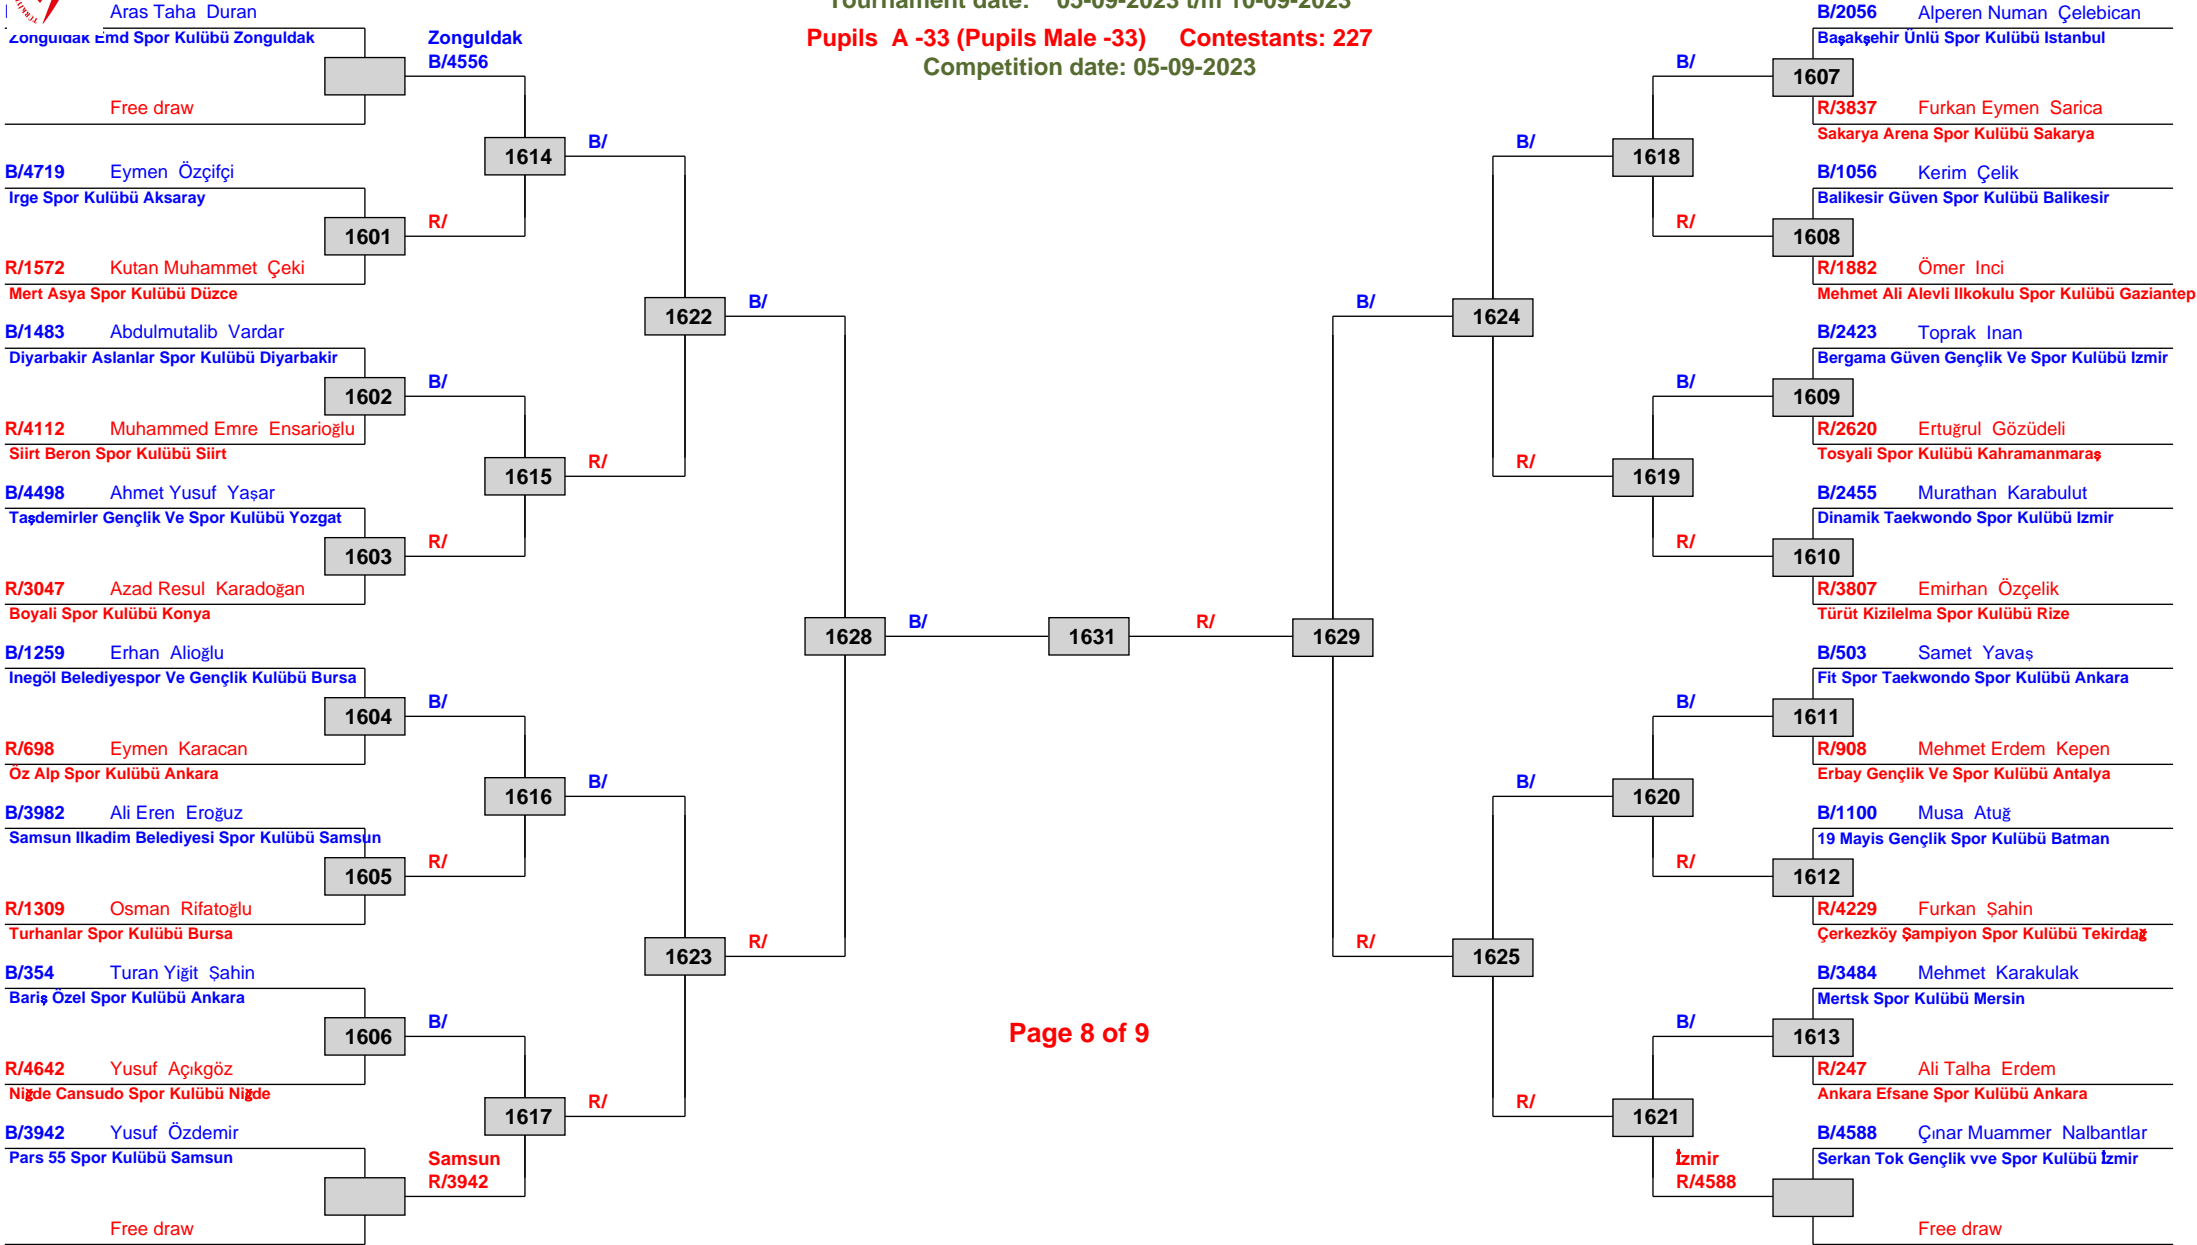 Tournament date: 05-09-2023 t/m 10-09-2023
Pupils A -33 (Pupils Male -33) Contestants: 227
Competition date: 05-09-2023
Aras Taha Duran
Zonguldak Emd Spor Kulübü Zonguldak
Free draw
Zonguldak
B/4556
B/4719 Eymen Özçifçi
Irge Spor Kulübü Aksaray
1601
R/1572 Kutan Muhammet Çeki
Mert Asya Spor Kulübü Düzce
B/1483 Abdulmutalib Vardar
Diyarbakir Aslanlar Spor Kulübü Diyarbakir
1602
R/4112 Muhammed Emre Ensarioğlu
Siirt Beron Spor Kulübü Siirt
B/4498 Ahmet Yusuf Yaşar
Taşdemirler Gençlik Ve Spor Kulübü Yozgat
1603
R/3047 Azad Resul Karadoğan
Boyali Spor Kulübü Konya
B/1259 Erhan Alioğlu
Inegöl Belediyespor Ve Gençlik Kulübü Bursa
1604
R/698 Eymen Karacan
Öz Alp Spor Kulübü Ankara
B/3982 Ali Eren Eroğuz
Samsun Ilkadim Belediyesi Spor Kulübü Samsun
1605
R/1309 Osman Rifatoğlu
Turhanlar Spor Kulübü Bursa
B/354 Turan Yiğit Şahin
Bariş Özel Spor Kulübü Ankara
1606
R/4642 Yusuf Açıkgöz
Niğde Cansudo Spor Kulübü Niğde
B/3942 Yusuf Özdemir
Pars 55 Spor Kulübü Samsun
Free draw
Samsun
R/3942
R/
B/
R/
B/
R/
B/
1614
1615
1616
1617
B/
R/
B/
R/
1622
1623
B/
R/
1628
B/
1631
R/
1629
B/
R/
1624
1625
B/
R/
B/
R/
1618
1619
1620
1621
B/
R/
B/
R/
B/
R/
B/
İzmir
R/4588
B/2056 Alperen Numan Çelebican
Başakşehir Ünlü Spor Kulübü Istanbul
1607
R/3837 Furkan Eymen Sarica
Sakarya Arena Spor Kulübü Sakarya
B/1056 Kerim Çelik
Balikesir Güven Spor Kulübü Balikesir
1608
R/1882 Ömer Inci
Mehmet Ali Alevli Ilkokulu Spor Kulübü Gaziantep
B/2423 Toprak Inan
Bergama Güven Gençlik Ve Spor Kulübü Izmir
1609
R/2620 Ertuğrul Gözüdeli
Tosyali Spor Kulübü Kahramanmaraş
B/2455 Murathan Karabulut
Dinamik Taekwondo Spor Kulübü Izmir
1610
R/3807 Emirhan Özçelik
Türüt Kizilelma Spor Kulübü Rize
B/503 Samet Yavaş
Fit Spor Taekwondo Spor Kulübü Ankara
1611
R/908 Mehmet Erdem Kepen
Erbay Gençlik Ve Spor Kulübü Antalya
B/1100 Musa Atuğ
19 Mayis Gençlik Spor Kulübü Batman
1612
R/4229 Furkan Şahin
Çerkezköy Şampiyon Spor Kulübü Tekirdağ
B/3484 Mehmet Karakulak
Mertsk Spor Kulübü Mersin
1613
R/247 Ali Talha Erdem
Ankara Efsane Spor Kulübü Ankara
B/4588 Çınar Muammer Nalbantlar
Serkan Tok Gençlik vve Spor Kulübü İzmir
Free draw
Page 8 of 9